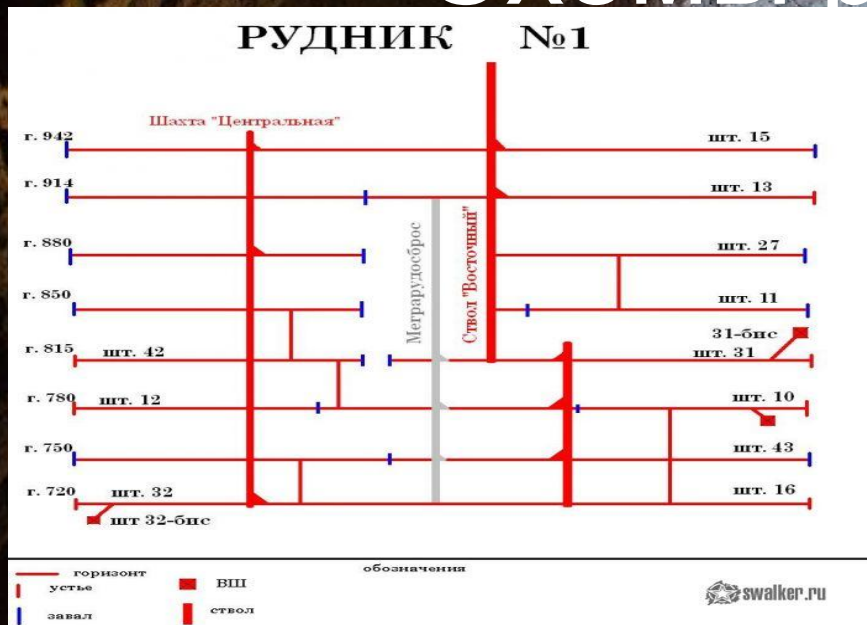 РУДНИК №1
Шахта "Центральная"
г. 942
шт. 15
г. 914
шт. 13
г. 880
шт. 27
г. 850
шт. 11
Меграрудосброс
Ствол "Восточный"
31-бис
г. 815
шт. 42
шт. 31
г. 780
шт. 12
шт. 10
г. 750
шт. 43
г. 720
шт. 32
шт. 16
шт 32-бис
обозначения
горизонт
устье
завал
ВШ
ствол
swalker.ru